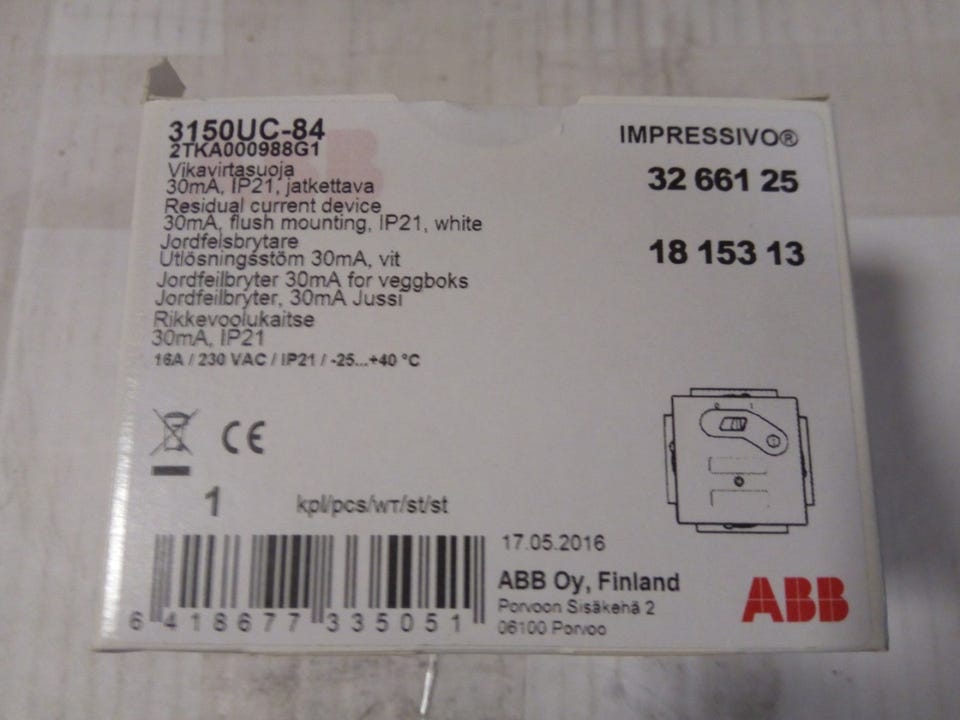 3150UC-84
2TKA000988G1
IMPRESSIVO®
Vikavirtasuoja
30mA, IP21, jatkettava
32 661 25
Residual current device
30mA, flush mounting, IP21, white
Jordfelsbrytare
Utlösningsstöm 30mA, vit
18 153 13
Jordfeilbryter 30mA for veggboks
Jordfeilbryter, 30mA Jussi
Rikkevoolukaitse
30mA, IP21
16A / 230 VAC / IP21 / -25...+40 °C
0 1
CE
1 kpl/pcs/wт/st/st
17.05.2016
ABB Oy, Finland
Porvoon Sisäkehä 2
06100 Porvoo
ABB
6 418677 335051